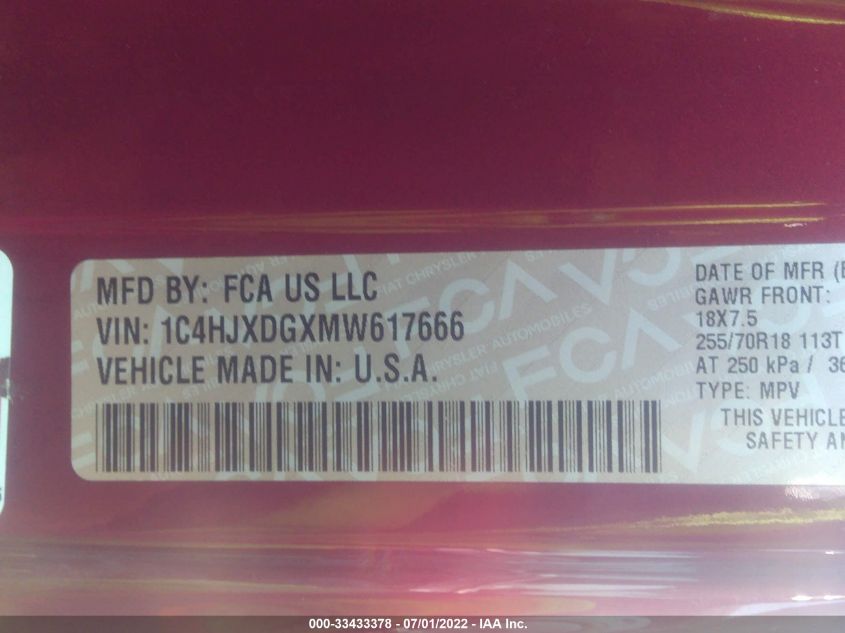 MFD BY: FCA US LLC
VIN: 1C4HJXDGXMW617666
VEHICLE MADE IN: U.S.A.
DATE OF MFR (
GAWR FRONT:
18X7.5
255/70R18 113T
AT 250 kPa / 36
TYPE: MPV
THIS VEHICLE
SAFETY AN
000-33433378 - 07/01/2022 - IAA Inc.